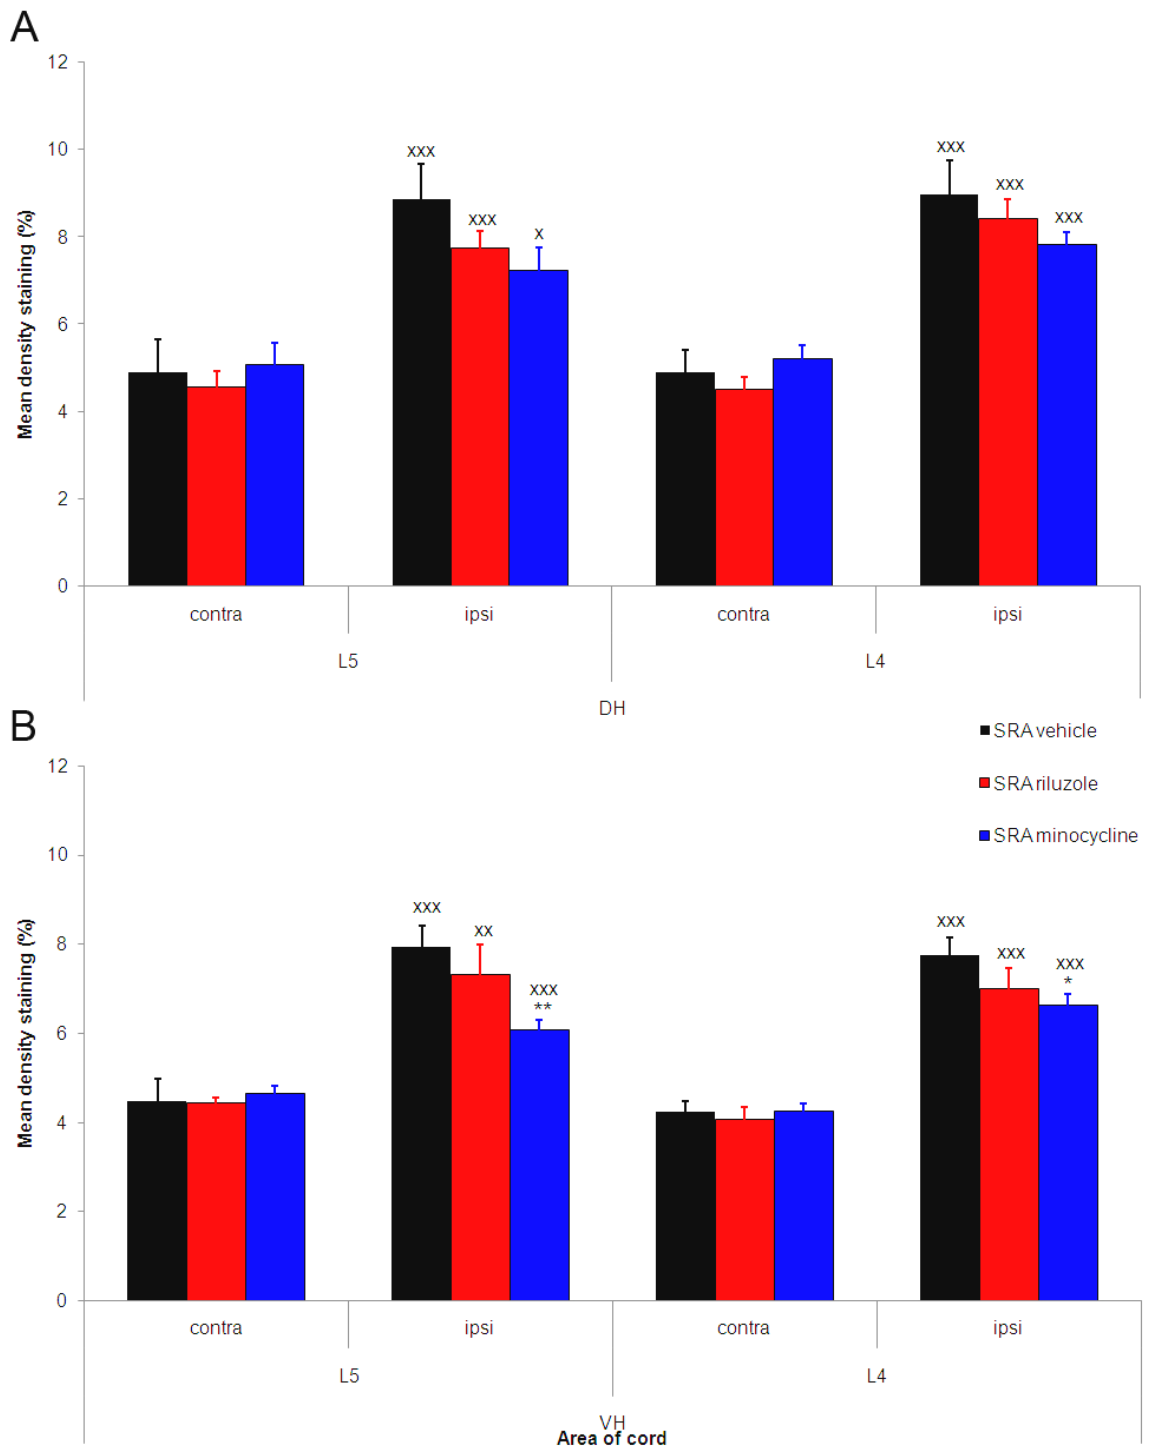 A
12
10
8
6
4
2
0
Mean density staining (%)
xxx
xxx
x
xxx
xxx
xxx
contra
ipsi
contra
ipsi
L5
L4
DH
B
SRA vehicle
SRA riluzole
SRA minocycline
12
10
8
6
4
2
0
Mean density staining (%)
xxx
xx
xxx
**
xxx
xxx
xxx
*
contra
ipsi
contra
ipsi
L5
L4
VH
Area of cord